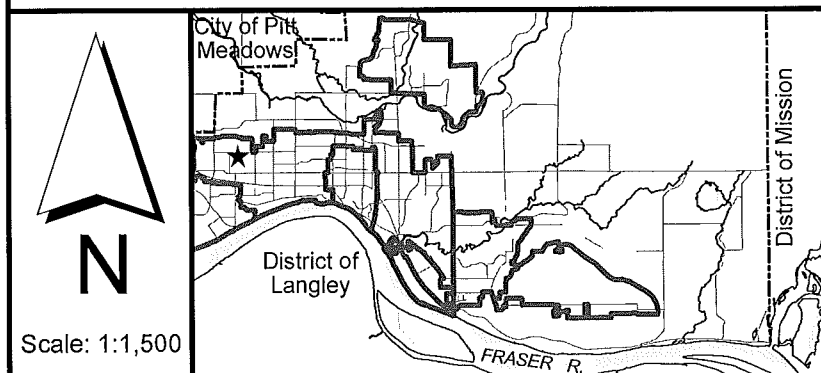 City of Pitt
Meadows
District of Mission
District of
Langley
FRASER R.
N
Scale: 1:1,500